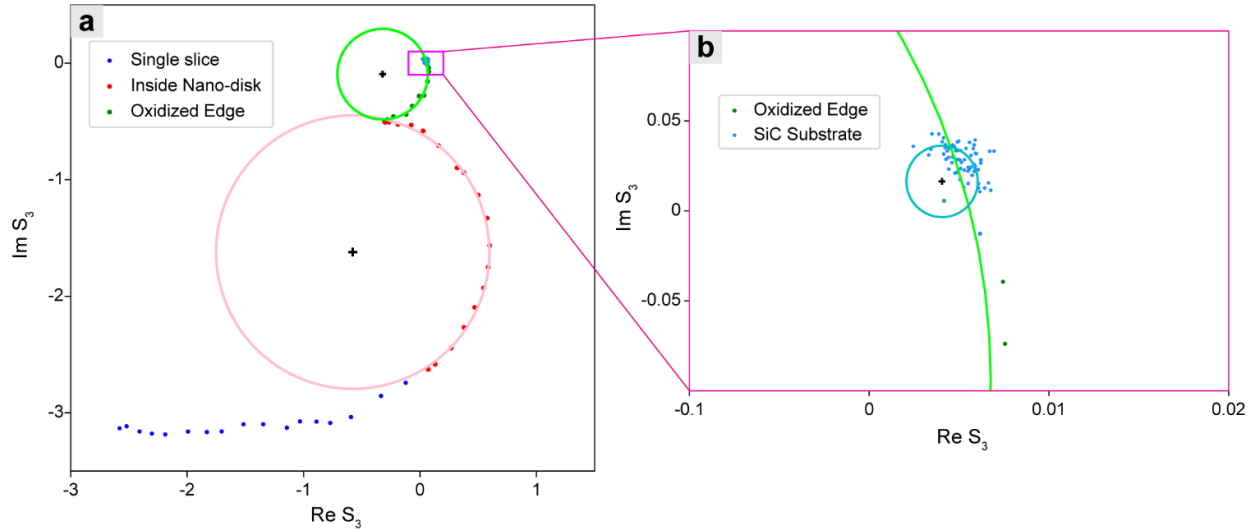 a
Single slice
Inside Nano-disk
Oxidized Edge
0
-1
-2
-3
Im S3
-3
-2
-1
0
1
Re S3
b
Oxidized Edge
SiC Substrate
0.05
0
-0.05
Im S3
-0.1
0
0.01
0.02
Re S3